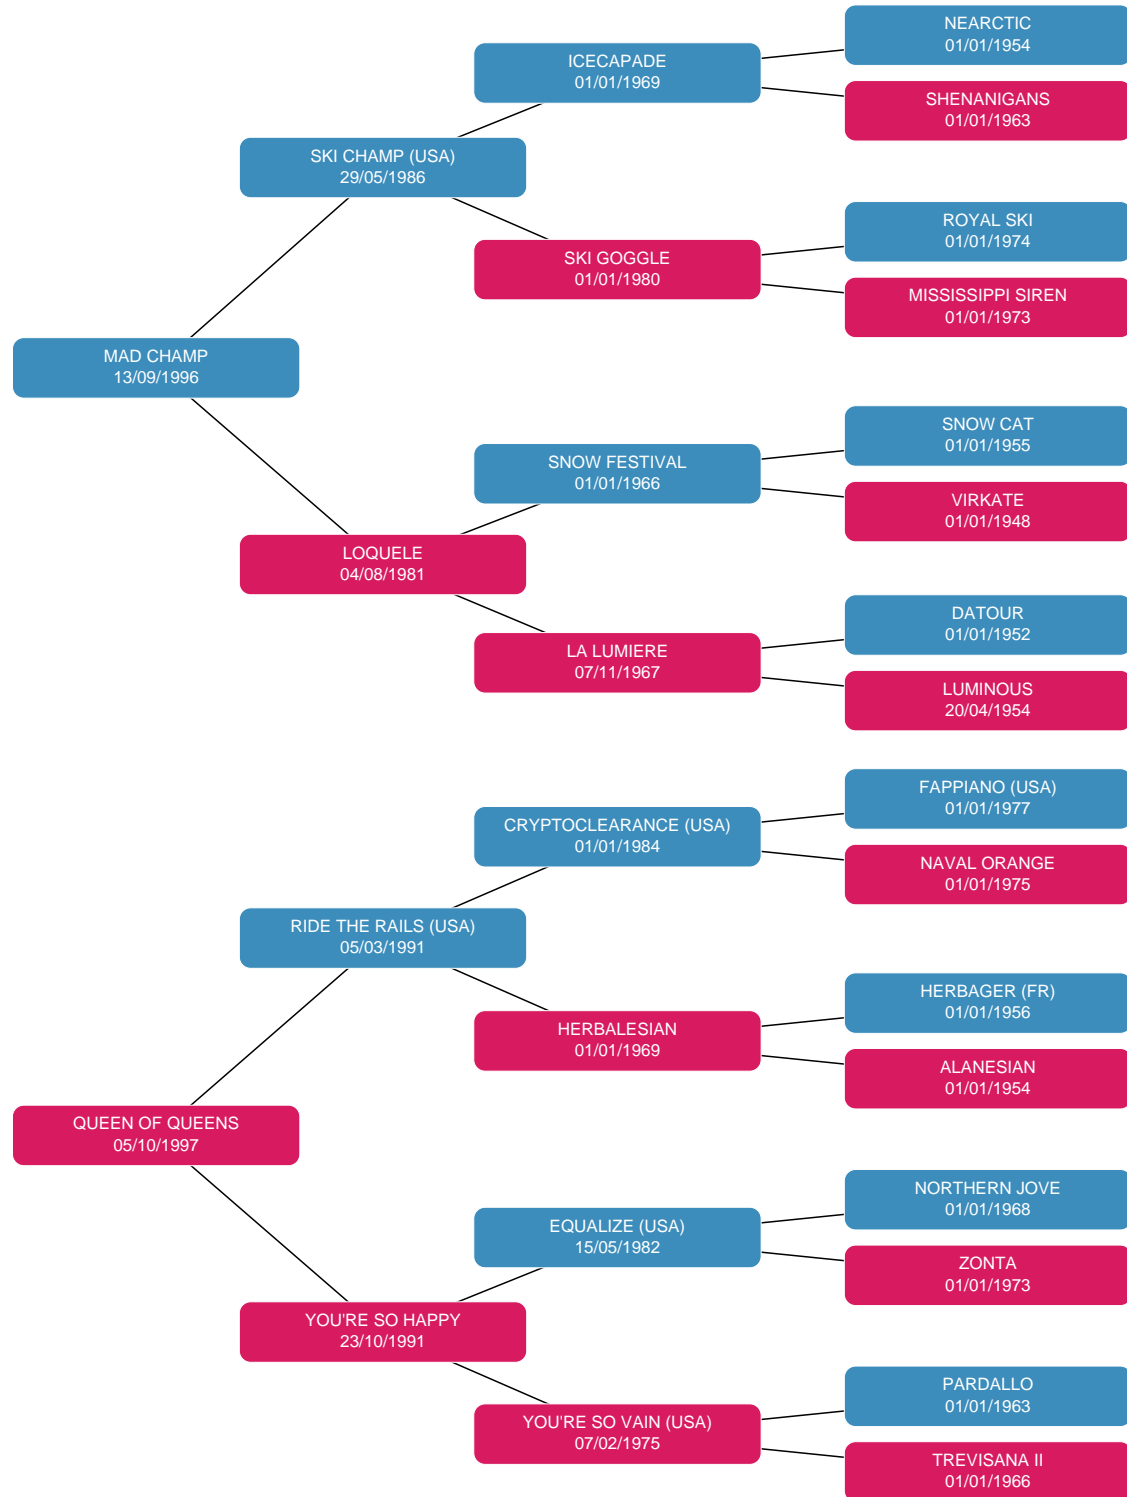 NEARCTIC
01/01/1954
ICECAPADE
01/01/1969
SHENANIGANS
01/01/1963
SKI CHAMP (USA)
29/05/1986
ROYAL SKI
01/01/1974
SKI GOGGLE
01/01/1980
MISSISSIPPI SIREN
01/01/1973
MAD CHAMP
13/09/1996
SNOW CAT
01/01/1955
SNOW FESTIVAL
01/01/1966
VIRKATE
01/01/1948
LOQUELE
04/08/1981
DATOUR
01/01/1952
LA LUMIERE
07/11/1967
LUMINOUS
20/04/1954
FAPPIANO (USA)
01/01/1977
CRYPTOCLEARANCE (USA)
01/01/1984
NAVAL ORANGE
01/01/1975
RIDE THE RAILS (USA)
05/03/1991
HERBAGER (FR)
01/01/1956
HERBALESIAN
01/01/1969
ALANESIAN
01/01/1954
QUEEN OF QUEENS
05/10/1997
NORTHERN JOVE
01/01/1968
EQUALIZE (USA)
15/05/1982
ZONTA
01/01/1973
YOU'RE SO HAPPY
23/10/1991
PARDALLO
01/01/1963
YOU'RE SO VAIN (USA)
07/02/1975
TREVISANA II
01/01/1966